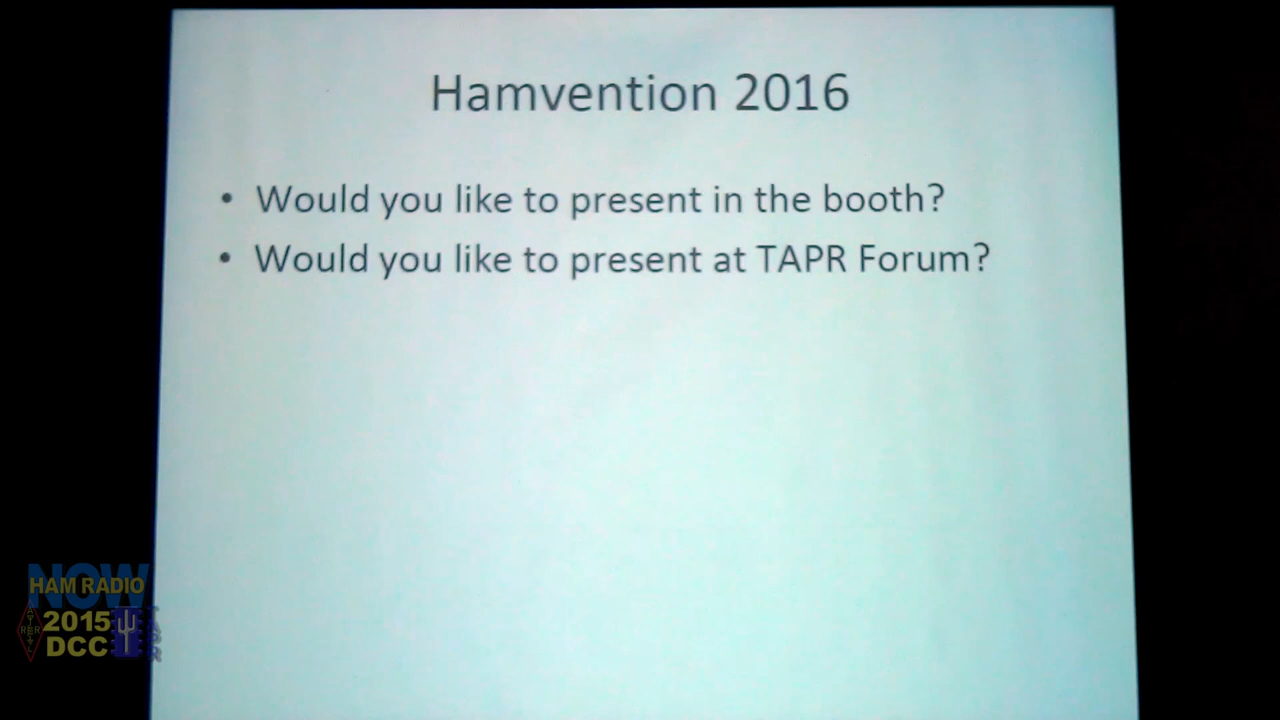 Hamvention 2016
• Would you like to present in the booth?
• Would you like to present at TAPR Forum?
NOW
HAM RADIO
2015
DCC
TAPR